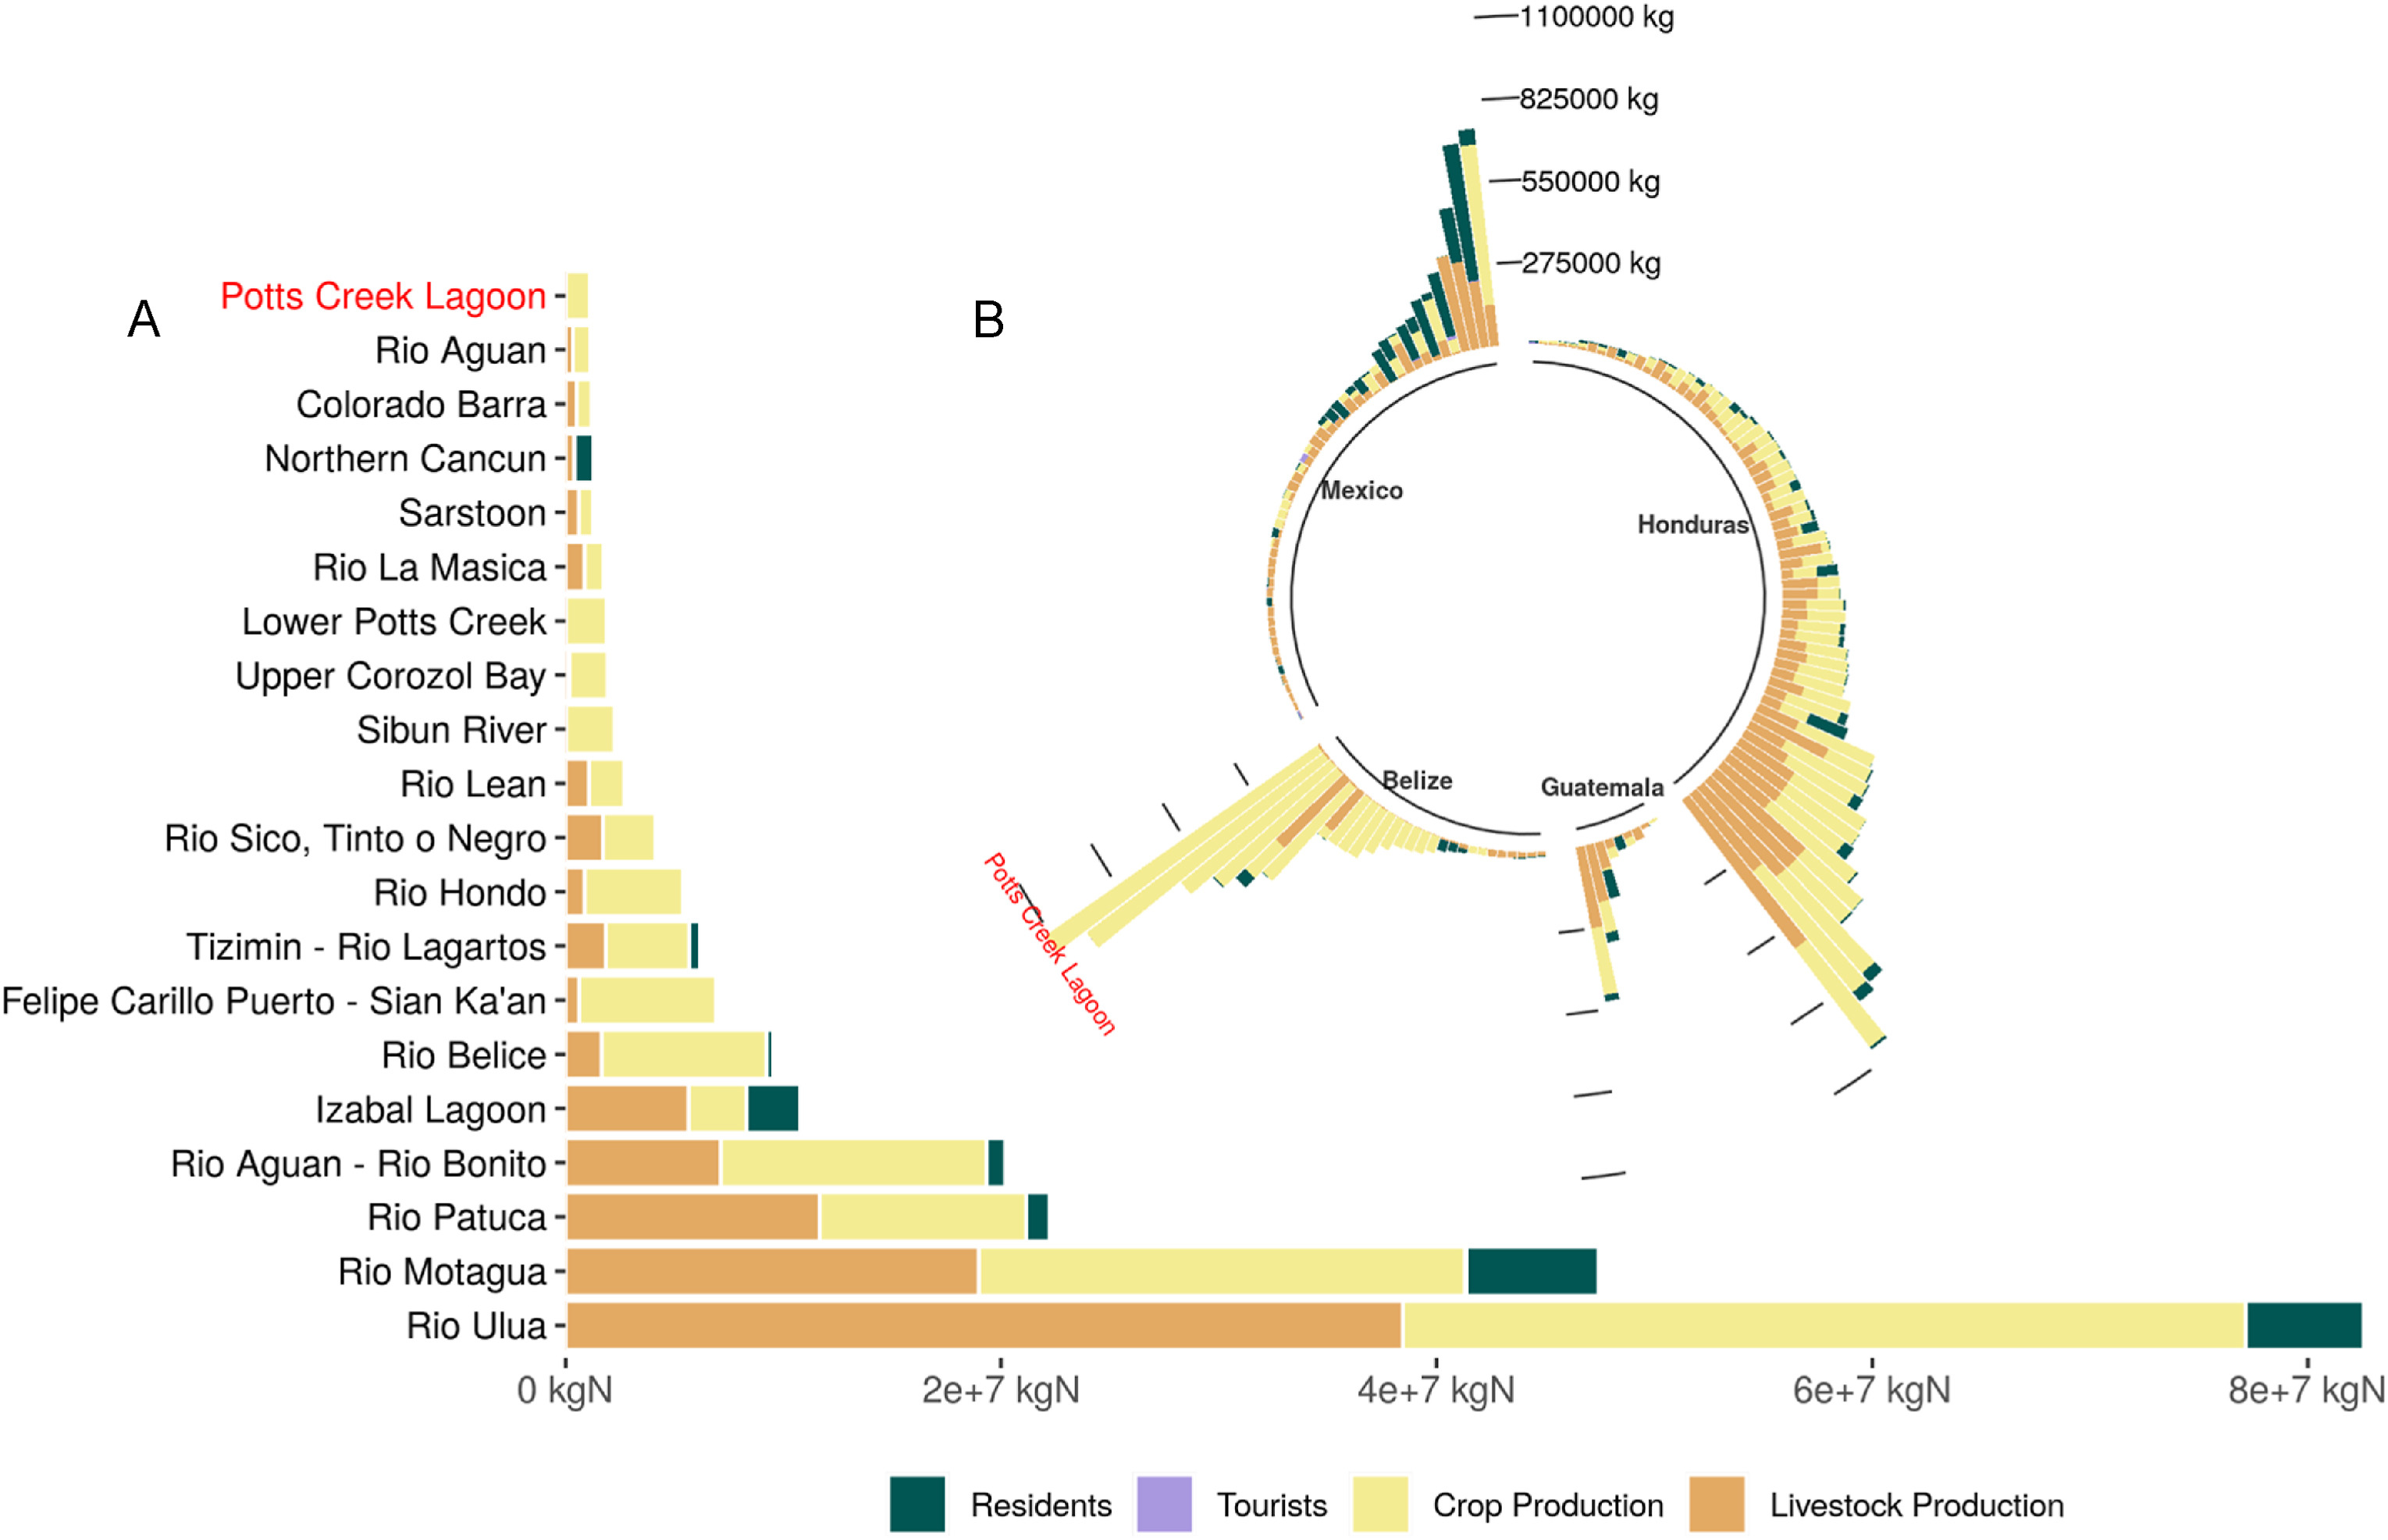 1100000 kg
825000 kg
550000 kg
275000 kg
A
B
Potts Creek Lagoon
Rio Aguan
Colorado Barra
Northern Cancun
Sarstoon
Rio La Masica
Lower Potts Creek
Upper Corozol Bay
Sibun River
Rio Lean
Rio Sico, Tinto o Negro
Rio Hondo
Tizimin - Rio Lagartos
Felipe Carillo Puerto - Sian Ka'an
Rio Belice
Izabal Lagoon
Rio Aguan - Rio Bonito
Rio Patuca
Rio Motagua
Rio Ulua
0 kgN
2e+7 kgN
4e+7 kgN
6e+7 kgN
8e+7 kgN
Mexico
Honduras
Belize
Guatemala
Potts Creek Lagoon
Residents
Tourists
Crop Production
Livestock Production